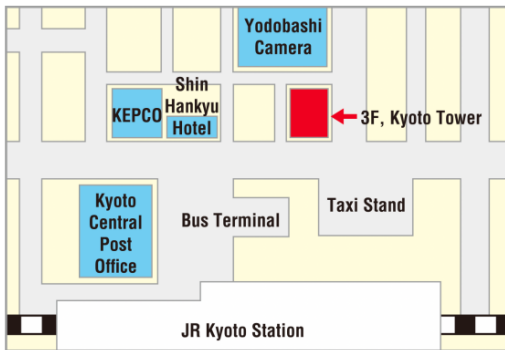 Yodobashi
Camera
Shin
Hankyu
Hotel
KEPCO
3F, Kyoto Tower
Kyoto
Central
Post
Office
Bus Terminal
Taxi Stand
JR Kyoto Station